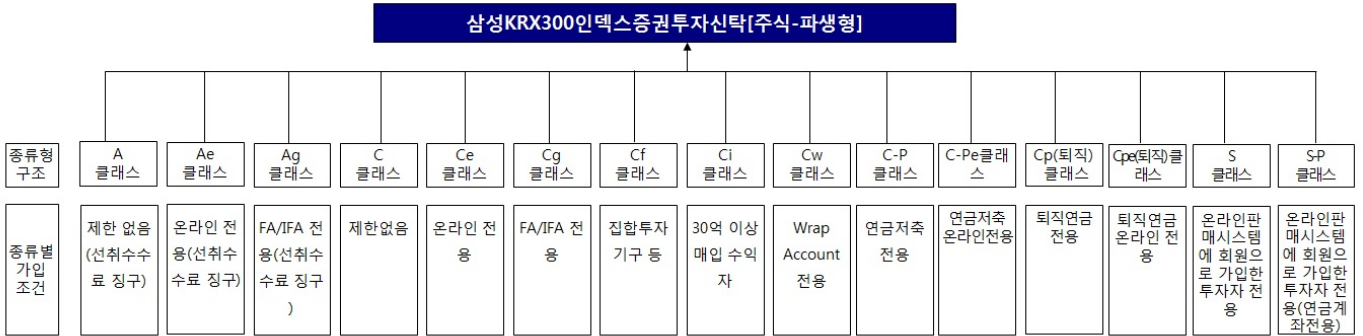 삼성KRX300인덱스증권투자신탁[주식-파생형]
종류형
구조
A
클래스
Ae
클래스
Ag
클래스
C
클래스
Ce
클래스
Cg
클래스
Cf
클래스
Ci
클래스
Cw
클래스
C-P
클래스
C-Pe클래
스
Cp(퇴직)
클래스
Cpe(퇴직)클
래스
S
클래스
S-P
클래스
종류별
가입
조건
제한 없음
(선취수수
료 징구)
온라인 전
용(선취수
수료 징구)
FA/IFA 전
용(선취수
수료 징구
)
제한없음
온라인 전
용
FA/IFA 전
용
집합투자
기구 등
30억 이상
매입 수익
자
Wrap
Account
전용
연금저축
전용
연금저축
온라인전용
퇴직연금
전용
퇴직연금
온라인 전
용
온라인판
매시스템
에 회원으
로 가입한
투자자 전
용
온라인판
매시스템
에 회원으
로 가입한
투자자 전
용(연금계
좌전용)